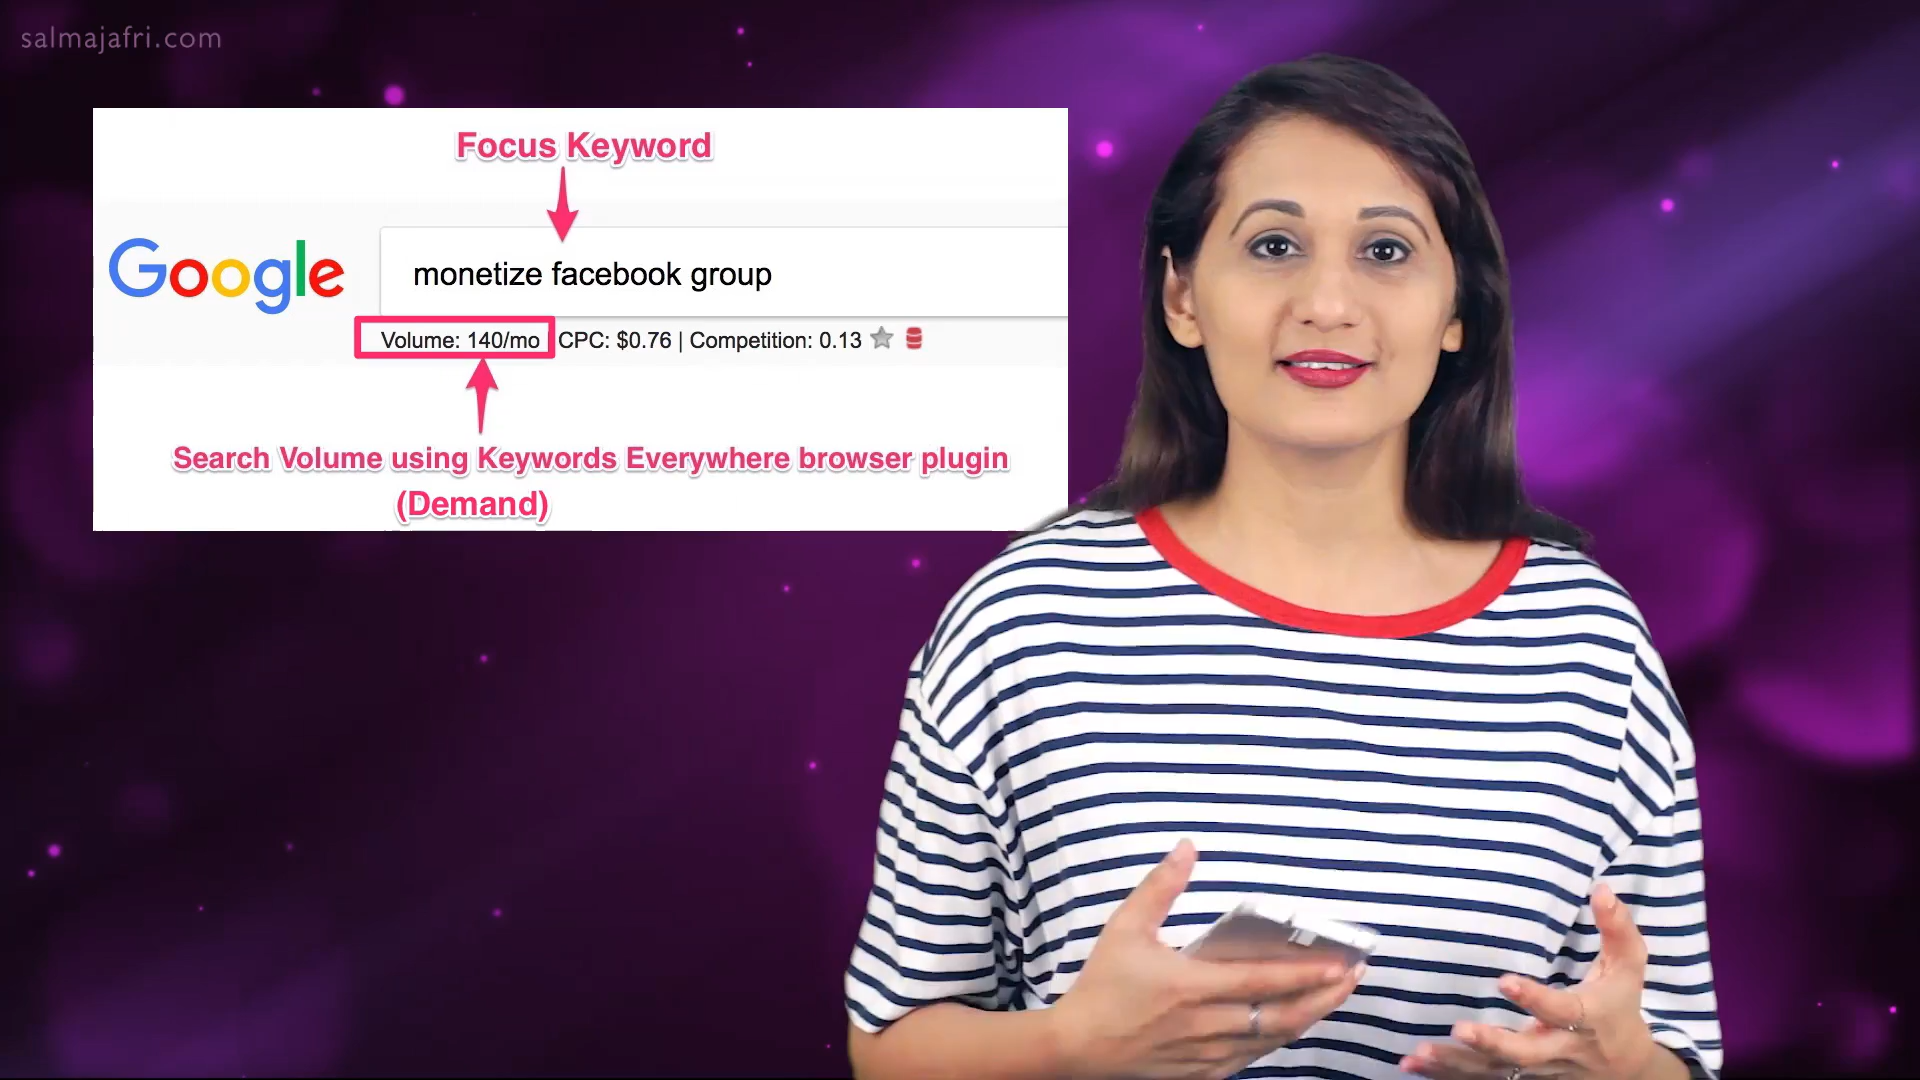 salmajafri.com
Focus Keyword
Google
monetize facebook group
Volume: 140/mo | CPC: $0.76 | Competition: 0.13
Search Volume using Keywords Everywhere browser plugin
(Demand)